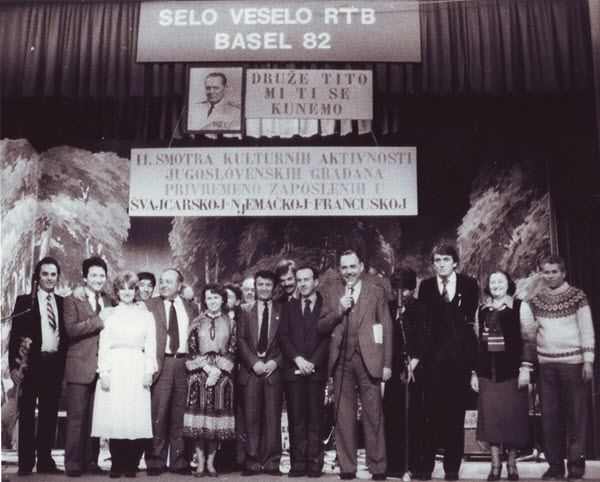 SELO VESELO RTB
BASEL 82
DRUŽE TITO
MI TI SE
KUNEMO
II. SMOTRA KULTURNIH AKTIVNOSTI
JUGOSLOVENSKIH GRAĐANA
PRIVREMENO ZAPOSLENIH U
ŠVAJCARSKOJ-NJEMAČKOJ-FRANCUSKOJ